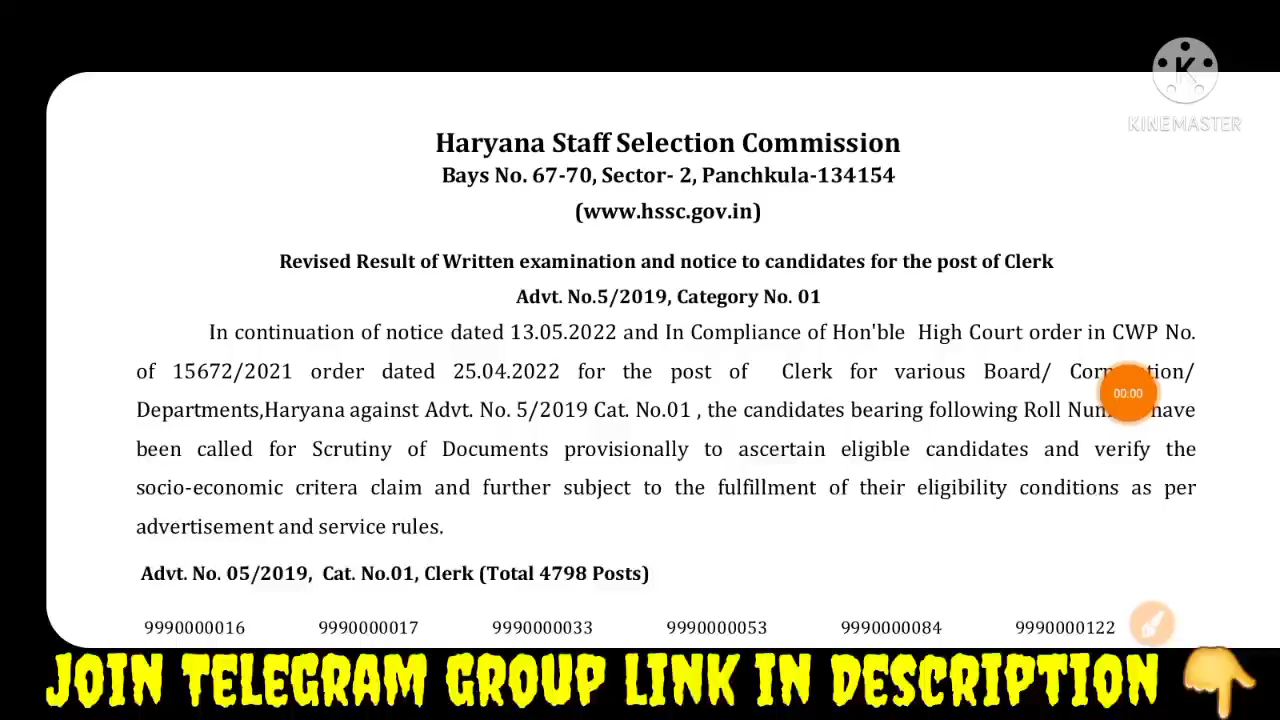 KINEMASTER
Haryana Staff Selection Commission
Bays No. 67-70, Sector- 2, Panchkula-134154
(www.hssc.gov.in)
Revised Result of Written examination and notice to candidates for the post of Clerk
Advt. No.5/2019, Category No. 01
In continuation of notice dated 13.05.2022 and In Compliance of Hon'ble High Court order in CWP No.
of 15672/2021 order dated 25.04.2022 for the post of Clerk for various Board/
00:00
Departments,Haryana against Advt. No. 5/2019 Cat. No.01 , the candidates bearing following Roll have
been called for Scrutiny of Documents provisionally to ascertain eligible candidates and verify the
socio-economic critera claim and further subject to the fulfillment of their eligibility conditions as per
advertisement and service rules.
Advt. No. 05/2019, Cat. No.01, Clerk (Total 4798 Posts)
9990000016 9990000017 9990000033 9990000053 9990000084 9990000122
JOIN TELEGRAM GROUP LINK IN DESCRIPTION